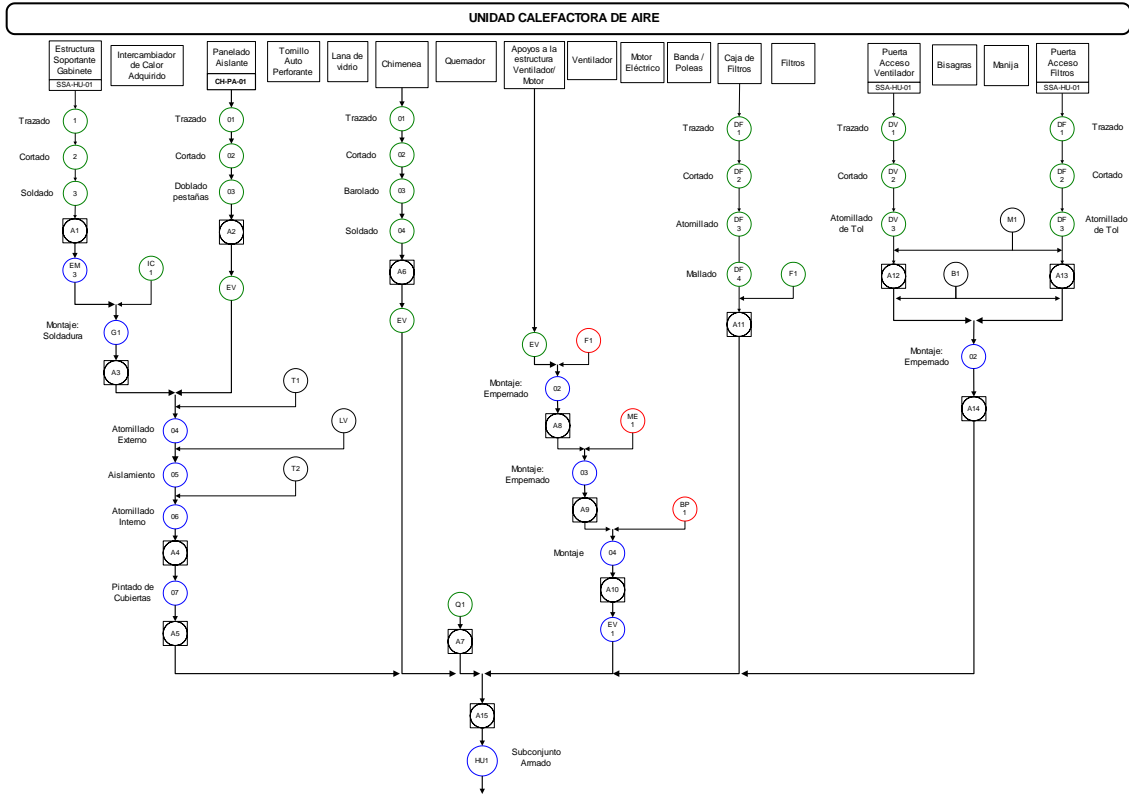 UNIDAD CALEFACTORA DE AIRE
Estructura
Soportante
Gabinete
SSA-HU-01
Intercambiador
de Calor
Adquirido
Panelado
Aislante
CH-PA-01
Tornillo
Auto
Perforante
Lana de
vidrio
Chimenea
Quemador
Apoyos a la
estructura
Ventilador/
Motor
Ventilador
Motor
Eléctrico
Banda /
Poleas
Caja de
Filtros
Filtros
Puerta
Acceso
Ventilador
SSA-HU-01
Bisagras
Manija
Puerta
Acceso
Filtros
SSA-HU-01
Trazado
1
Trazado
01
Trazado
01
Trazado
DF
1
Trazado
DV
1
DF
1
Trazado
Cortado
2
Cortado
02
Cortado
02
Cortado
DF
2
Cortado
DV
2
DF
2
Cortado
Soldado
3
Doblado
pestañas
03
Barolado
03
Atornillado
DF
3
Atornillado
de Tol
DV
3
M1
DF
3
Atornillado
de Tol
A1
A2
Soldado
04
EM
3
IC
1
EV
A6
Mallado
DF
4
F1
A12
B1
A13
EV
A11
Montaje:
Soldadura
G1
EV
F1
Montaje:
Empernado
02
A3
T1
Montaje:
Empernado
02
A14
Atornillado
Externo
04
LV
A8
ME
1
Aislamiento
05
T2
Montaje:
Empernado
03
Atornillado
Interno
06
A9
BP
1
A4
Montaje
04
Pintado de
Cubiertas
07
A10
Q1
A5
A7
EV
1
A15
HU1
Subconjunto
Armado